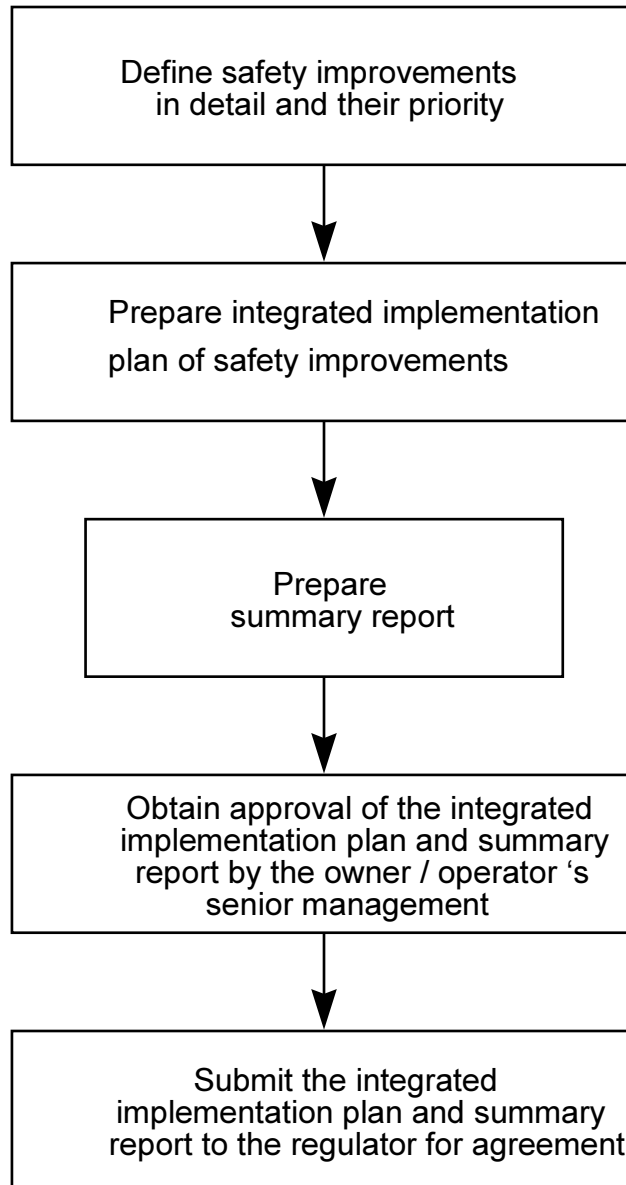 Define safety improvements
in detail and their priority
Prepare integrated implementation
plan of safety improvements
Prepare
summary report
Obtain approval of the integrated
implementation plan and summary
report by the owner / operator ‘s
senior management
Submit the integrated
implementation plan and summary
report to the regulator for agreement